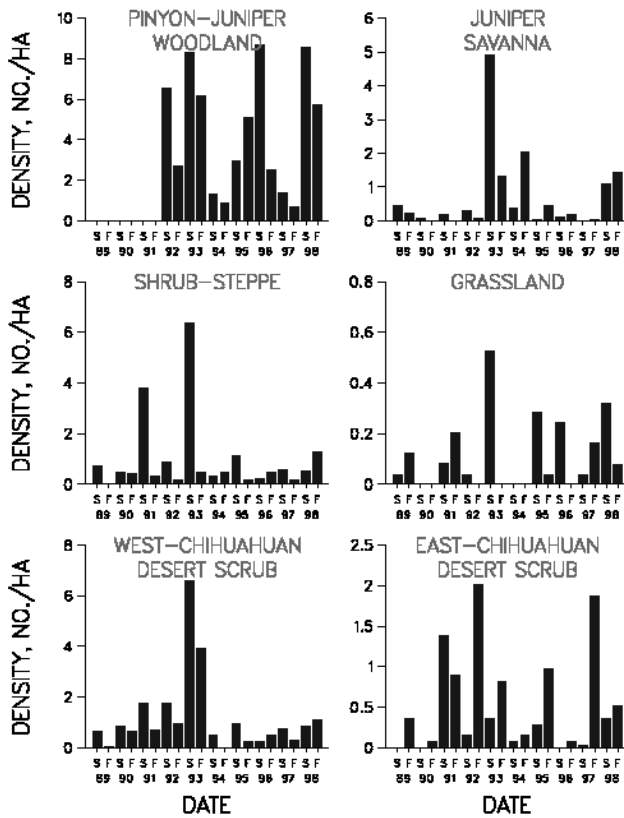 PINYON-JUNIPER
WOODLAND
DENSITY, NO./HA
10
8
6
4
2
0
S F S F S F S F S F S F S F S F S F S F
89 90 91 92 93 94 95 96 97 98
JUNIPER
SAVANNA
6
5
4
3
2
1
0
S F S F S F S F S F S F S F S F S F S F
89 90 91 92 93 94 95 96 97 98
SHRUB-STEPPE
DENSITY, NO./HA
8
6
4
2
0
S F S F S F S F S F S F S F S F S F S F
89 90 91 92 93 94 95 96 97 98
GRASSLAND
0.8
0.6
0.4
0.2
0
S F S F S F S F S F S F S F S F S F S F
89 90 91 92 93 94 95 96 97 98
WEST-CHIHUAHUAN
DESERT SCRUB
DENSITY, NO./HA
8
6
4
2
0
S F S F S F S F S F S F S F S F S F S F
89 90 91 92 93 94 95 96 97 98
DATE
EAST-CHIHUAHUAN
DESERT SCRUB
2.5
2
1.5
1
0.5
0
S F S F S F S F S F S F S F S F S F S F
89 90 91 92 93 94 95 96 97 98
DATE